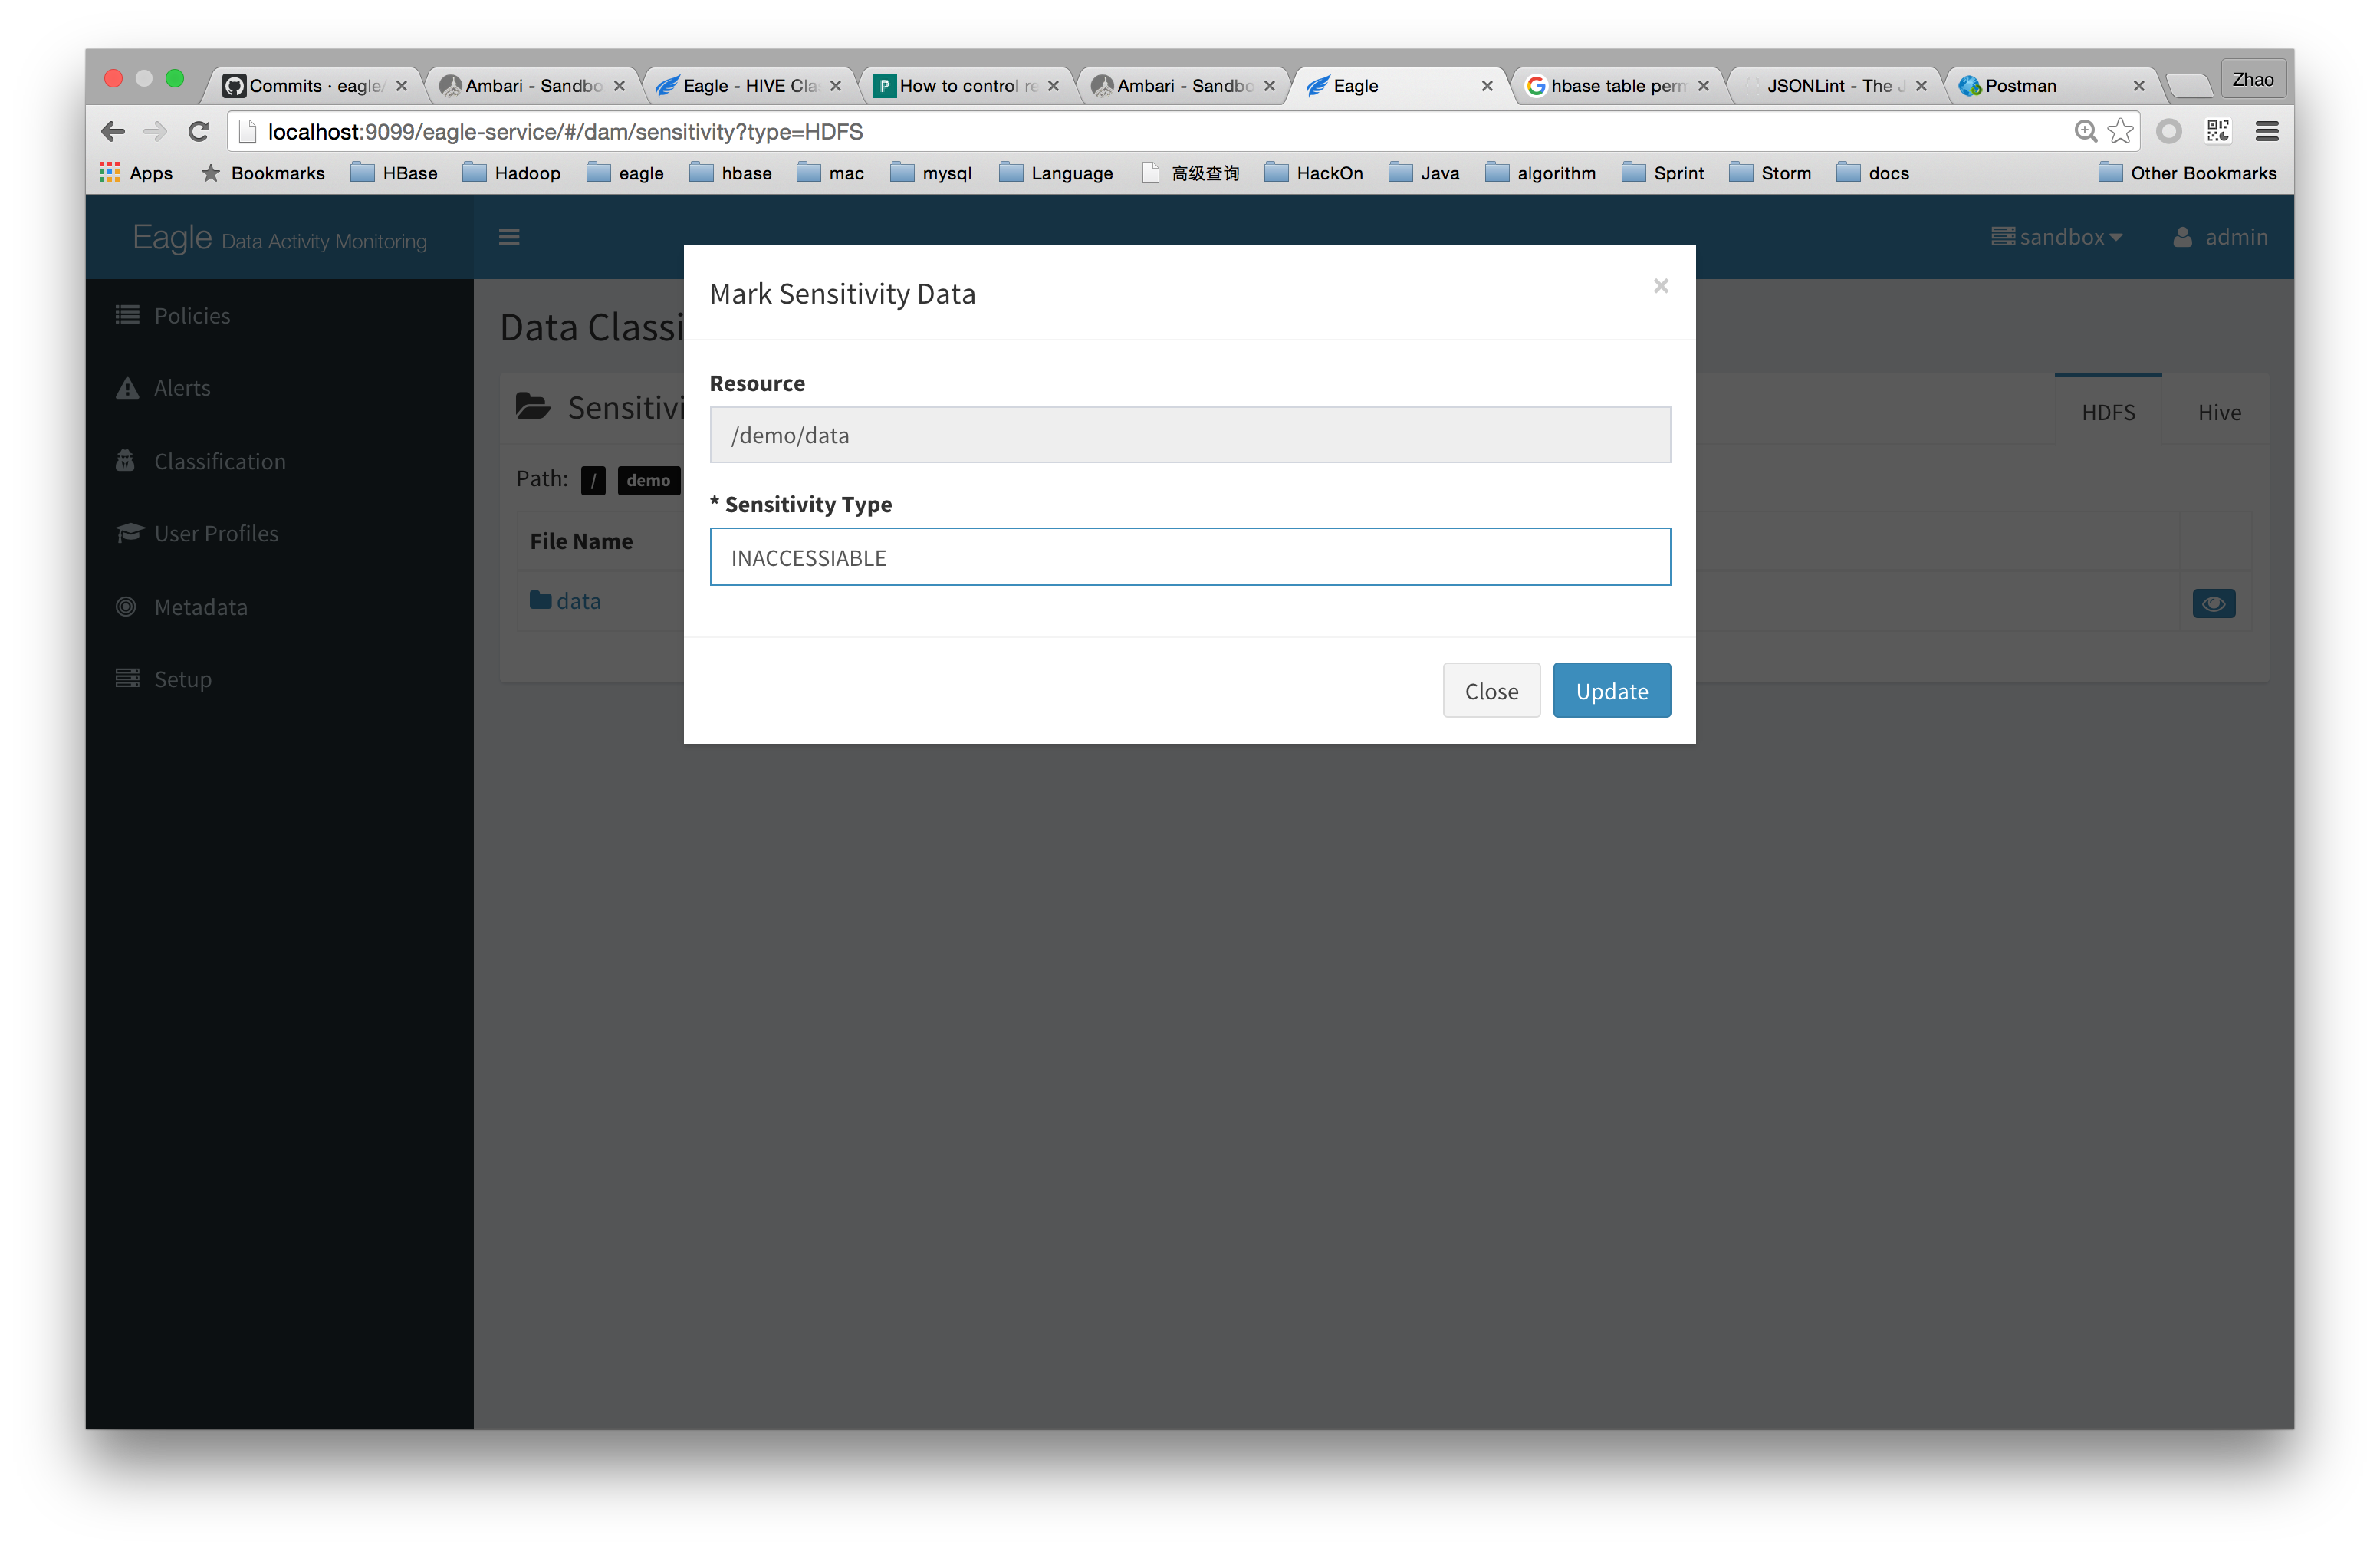 Commits · eagle/ Ambari - Sandbo Eagle - HIVE Cla How to control re Ambari - Sandbo Eagle hbase table perm JSONLint - The J Postman Zhao
localhost:9099/eagle-service/#/dam/sensitivity?type=HDFS
Apps Bookmarks HBase Hadoop eagle hbase mac mysql Language 高级查询 HackOn Java algorithm Sprint Storm docs Other Bookmarks
Eagle Data Activity Monitoring sandbox admin
Policies
Alerts
Classification
User Profiles
Metadata
Setup
Data Classi
Sensitivi
HDFS Hive
Path: / demo
File Name
data
Mark Sensitivity Data ×
Resource
/demo/data
* Sensitivity Type
INACCESSIABLE
Close Update